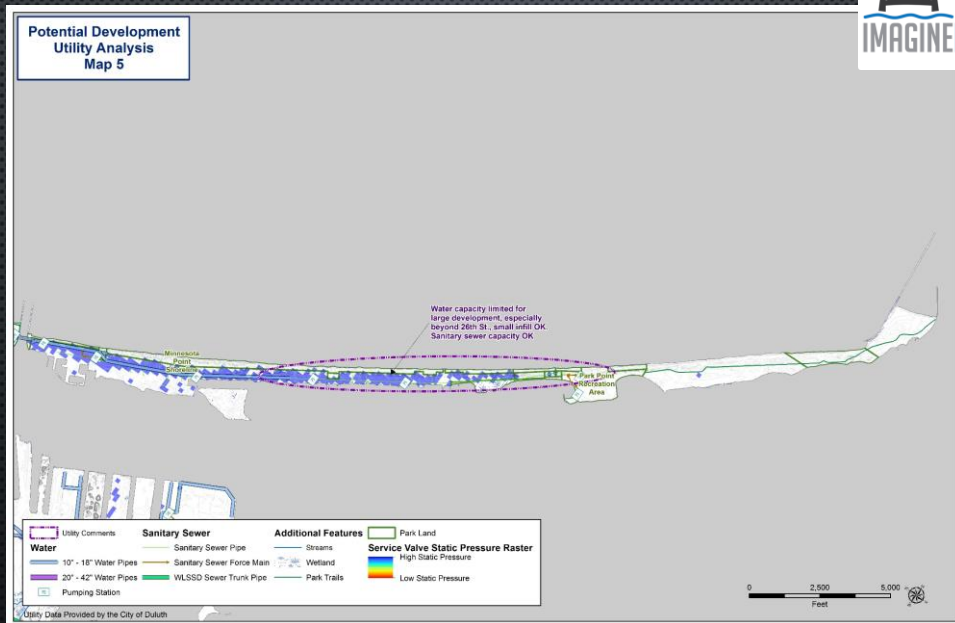 Potential Development
Utility Analysis
Map 5
IMAGINE
Water capacity limited for
large development, especially
beyond 26th St., small infill OK
Sanitary sewer capacity OK
Minnesota
Point
Shoreline
Park Point
Recreation
Area
Utility Comments
Water
10" - 18" Water Pipes
20" - 42" Water Pipes
Pumping Station
Sanitary Sewer
Sanitary Sewer Pipe
Sanitary Sewer Force Main
WLSSD Sewer Trunk Pipe
Additional Features
Streams
Wetland
Park Trails
Park Land
Service Valve Static Pressure Raster
High Static Pressure
Low Static Pressure
0 2,500 5,000
Feet
Utility Data Provided by the City of Duluth